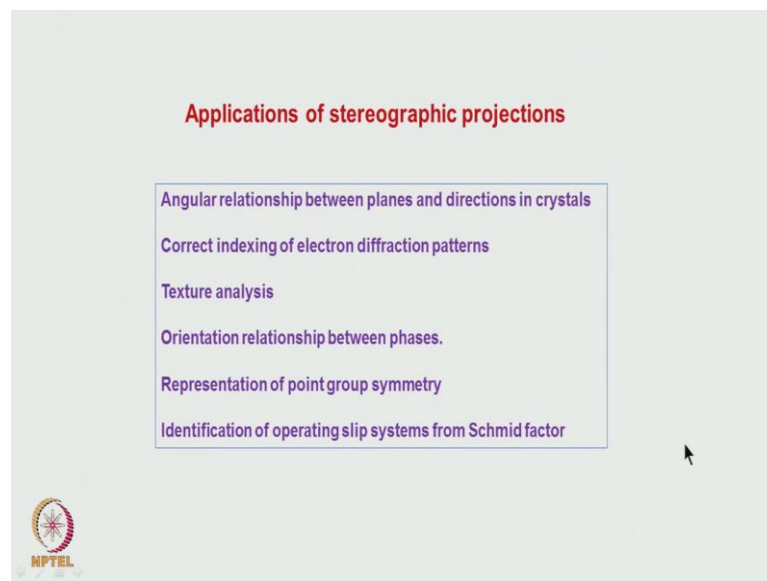 Applications of stereographic projections
Angular relationship between planes and directions in crystals
Correct indexing of electron diffraction patterns
Texture analysis
Orientation relationship between phases.
Representation of point group symmetry
Identification of operating slip systems from Schmid factor
NPTEL